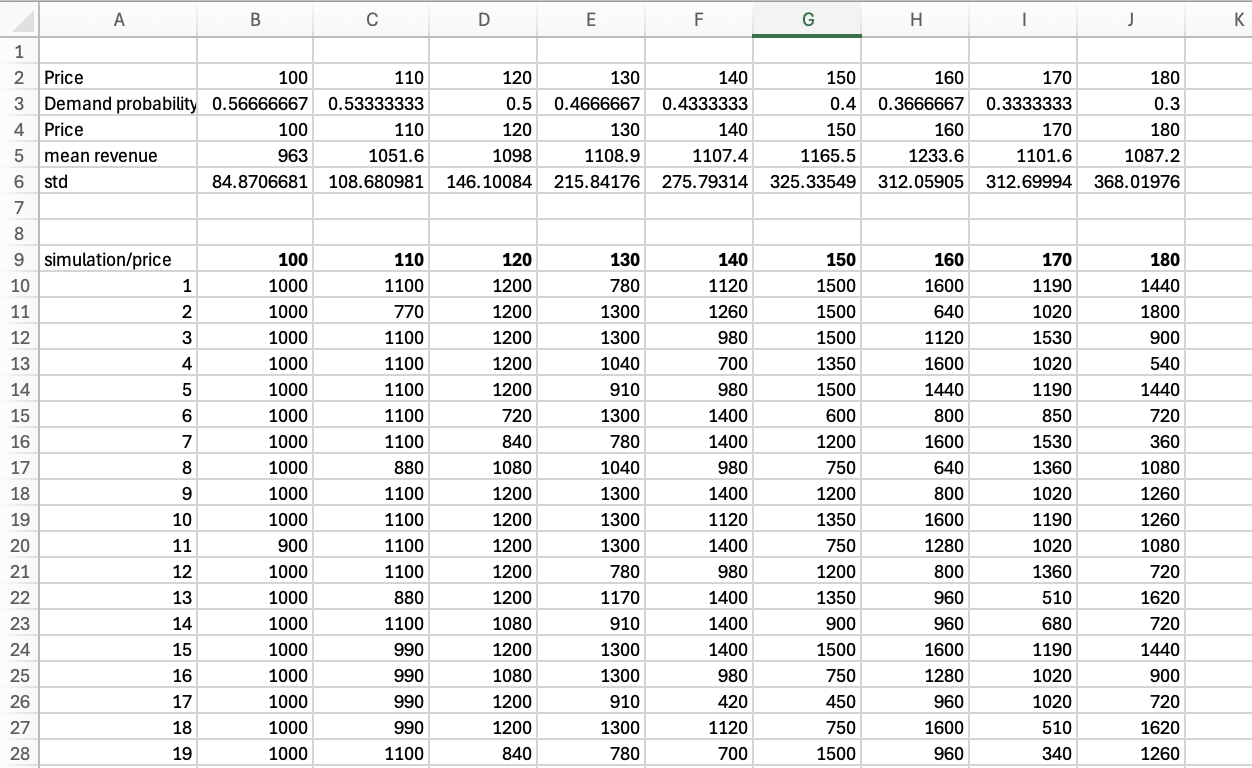 A B C D E F G H I J K
1
2 Price 100 110 120 130 140 150 160 170 180
3 Demand probability 0.56666667 0.53333333 0.5 0.4666667 0.4333333 0.4 0.3666667 0.3333333 0.3
4 Price 100 110 120 130 140 150 160 170 180
5 mean revenue 963 1051.6 1098 1108.9 1107.4 1165.5 1233.6 1101.6 1087.2
6 std 84.8706681 108.680981 146.10084 215.84176 275.79314 325.33549 312.05905 312.69994 368.01976
7
8
9 simulation/price 100 110 120 130 140 150 160 170 180
10 1 1000 1100 1200 780 1120 1500 1600 1190 1440
11 2 1000 770 1200 1300 1260 1500 640 1020 1800
12 3 1000 1100 1200 1300 980 1500 1120 1530 900
13 4 1000 1100 1200 1040 700 1350 1600 1020 540
14 5 1000 1100 1200 910 980 1500 1440 1190 1440
15 6 1000 1100 720 1300 1400 600 800 850 720
16 7 1000 1100 840 780 1400 1200 1600 1530 360
17 8 1000 880 1080 1040 980 750 640 1360 1080
18 9 1000 1100 1200 1300 1400 1200 800 1020 1260
19 10 1000 1100 1200 1300 1120 1350 1600 1190 1260
20 11 900 1100 1200 1300 1400 750 1280 1020 1080
21 12 1000 1100 1200 780 980 1200 800 1360 720
22 13 1000 880 1200 1170 1400 1350 960 510 1620
23 14 1000 1100 1080 910 1400 900 960 680 720
24 15 1000 990 1200 1300 1400 1500 1600 1190 1440
25 16 1000 990 1080 1300 980 750 1280 1020 900
26 17 1000 990 1200 910 420 450 960 1020 720
27 18 1000 990 1200 1300 1120 750 1600 510 1620
28 19 1000 1100 840 780 700 1500 960 340 1260